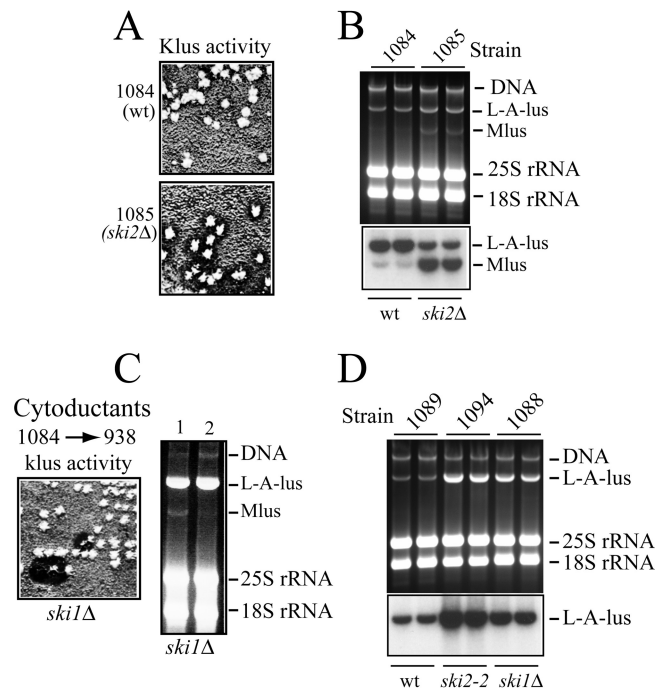 A
Klus activity
1084
(wt)
1085
(ski2Δ)
B
1084 1085 Strain
DNA
L-A-lus
Mlus
25S rRNA
18S rRNA
L-A-lus
Mlus
wt ski2Δ
C
Cytoductants
1084 → 938
klus activity
ski1Δ
1 2
DNA
L-A-lus
Mlus
25S rRNA
18S rRNA
ski1Δ
D
Strain 1089 1094 1088
DNA
L-A-lus
25S rRNA
18S rRNA
L-A-lus
wt ski2-2 ski1Δ